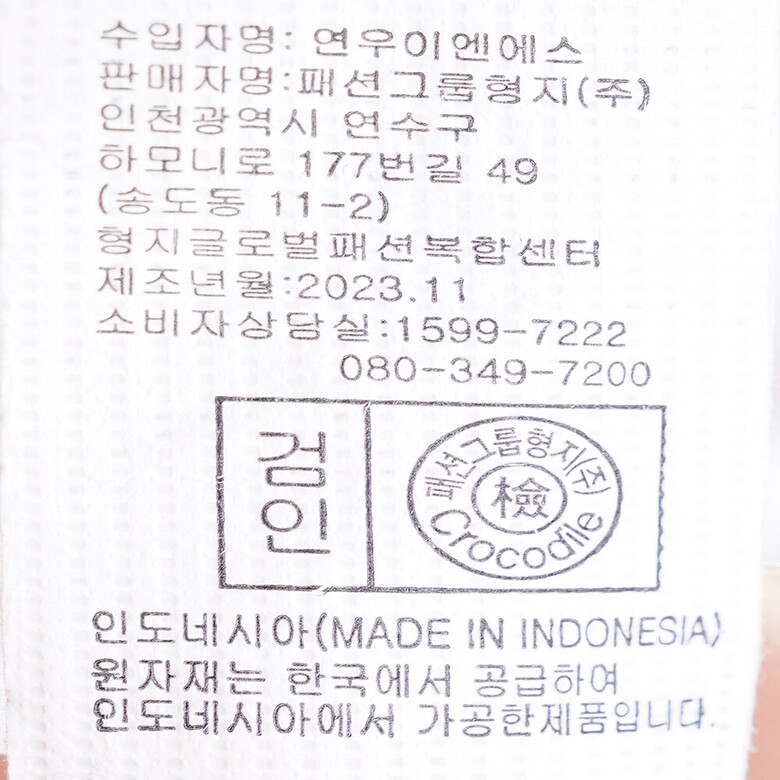 수입자명: 연우이엔에스
판매자명:패션그룹형지(주)
인천광역시 연수구
하모니로 177번길 49
(송도동 11-2)
형지글로벌패션복합센터
제조년월:2023.11
소비자상담실:1599-7222
080-349-7200
검인
패션그룹형지(주)
檢
Crocodile
인도네시아(MADE IN INDONESIA)
원자재는 한국에서 공급하여
인도네시아에서 가공한제품입니다.